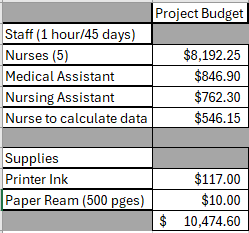 Project Budget
Staff (1 hour/45 days)
Nurses (5) $8,192.25
Medical Assistant $846.90
Nursing Assistant $762.30
Nurse to calculate data $546.15
Supplies
Printer Ink $117.00
Paper Ream (500 pges) $10.00
$ 10,474.60